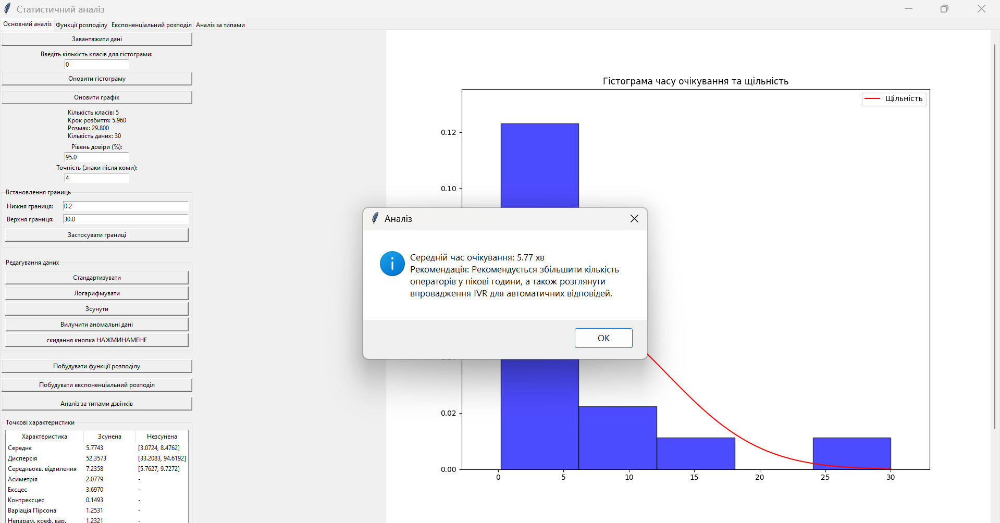 Статистичний аналіз
Основний аналіз Функції розподілу Експоненціальний розподіл Аналіз за типами
Завантажити дані
Введіть кількість класів для гістограми:
0
Оновити гістограму
Оновити графік
Кількість класів: 5
Крок розбиття: 5.960
Розмах: 29.800
Кількість даних: 30
Рівень довіри (%):
95.0
Точність (знаки після коми):
4
Встановлення границь
Нижня границя: 0.2
Верхня границя: 30.0
Застосувати границі
Редагування даних
Стандартизувати
Логарифмувати
Зсунути
Вилучити аномальні дані
скидання кнопка НАЖМИНАМЕНЕ
Побудувати функції розподілу
Побудувати експоненціальний розподіл
Аналіз за типами дзвінків
Точкові характеристики
Характеристика Зсунена Незсунена
Середнє 5.7743 [3.0724, 8.4762]
Дисперсія 52.3573 [33.2083, 94.6192]
Середньокв. відхилення 7.2358 [5.7627, 9.7272]
Асиметрія 2.0779 -
Ексцес 3.6970 -
Контрексцес 0.1493 -
Варіація Пірсона 1.2531 -
Непарам. коеф. вар. 1.2321 -
Гістограма часу очікування та щільність
Щільність
0.12
0.10
0.02
0.00
0 5 10 15 20 25 30
Аналіз
Середній час очікування: 5.77 хв
Рекомендація: Рекомендується збільшити кількість
операторів у пікові години, а також розглянути
впровадження IVR для автоматичних відповідей.
OK